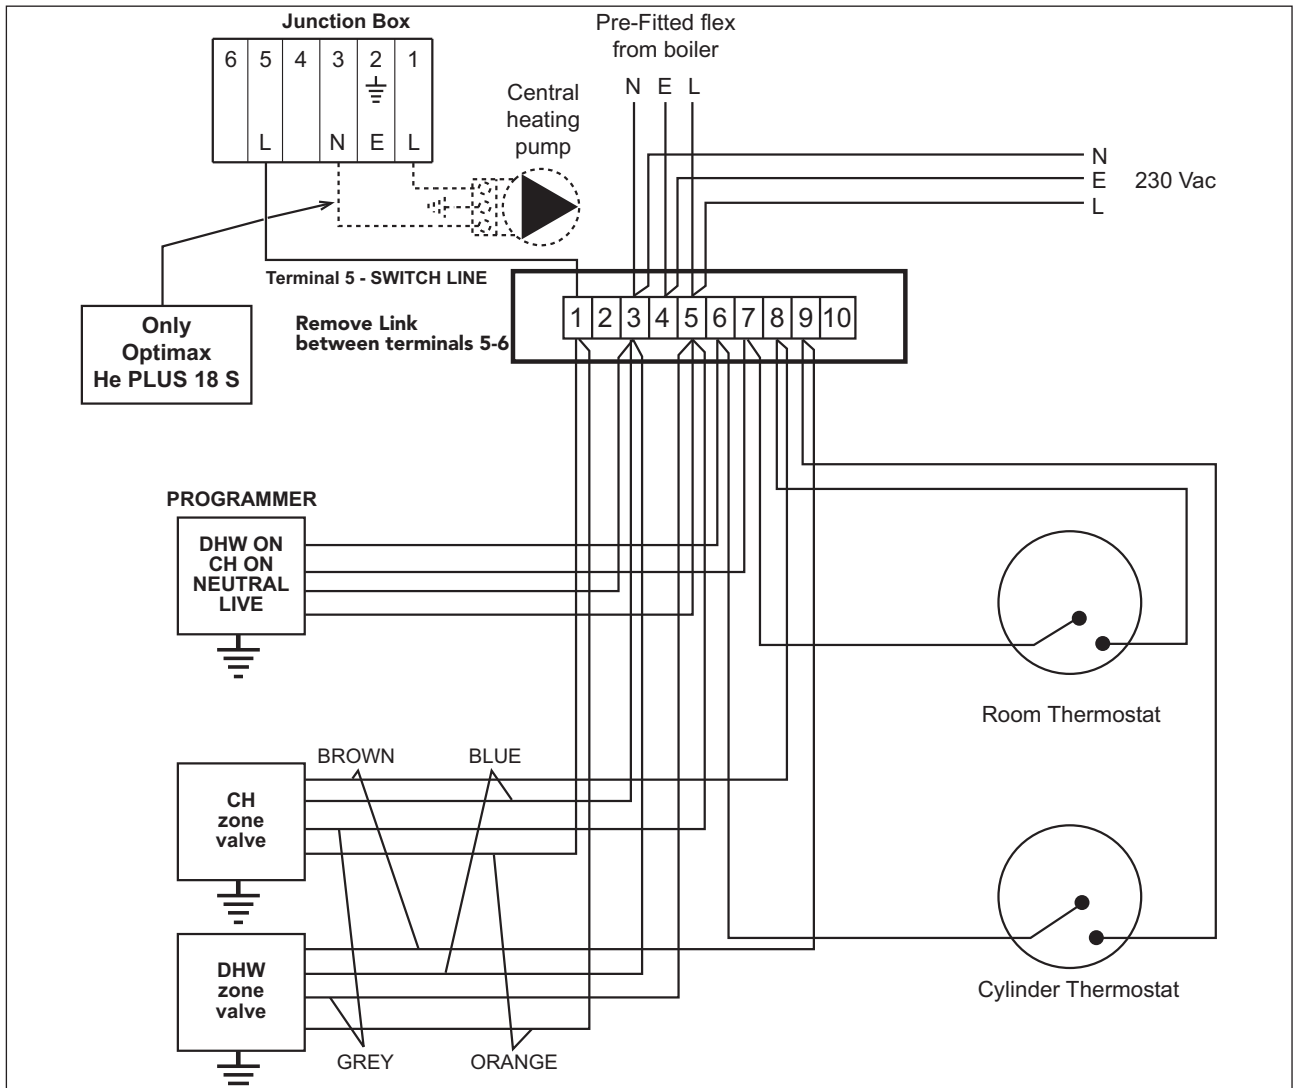 Junction Box
6 5 4 3 2 1
L N E L
Pre-Fitted flex
from boiler
N E L
Central
heating
pump
N
E 230 Vac
L
Terminal 5 - SWITCH LINE
Only
Optimax
He PLUS 18 S
Remove Link
between terminals 5-6
1 2 3 4 5 6 7 8 9 10
PROGRAMMER
DHW ON
CH ON
NEUTRAL
LIVE
Room Thermostat
BROWN BLUE
CH
zone
valve
DHW
zone
valve
Cylinder Thermostat
GREY ORANGE